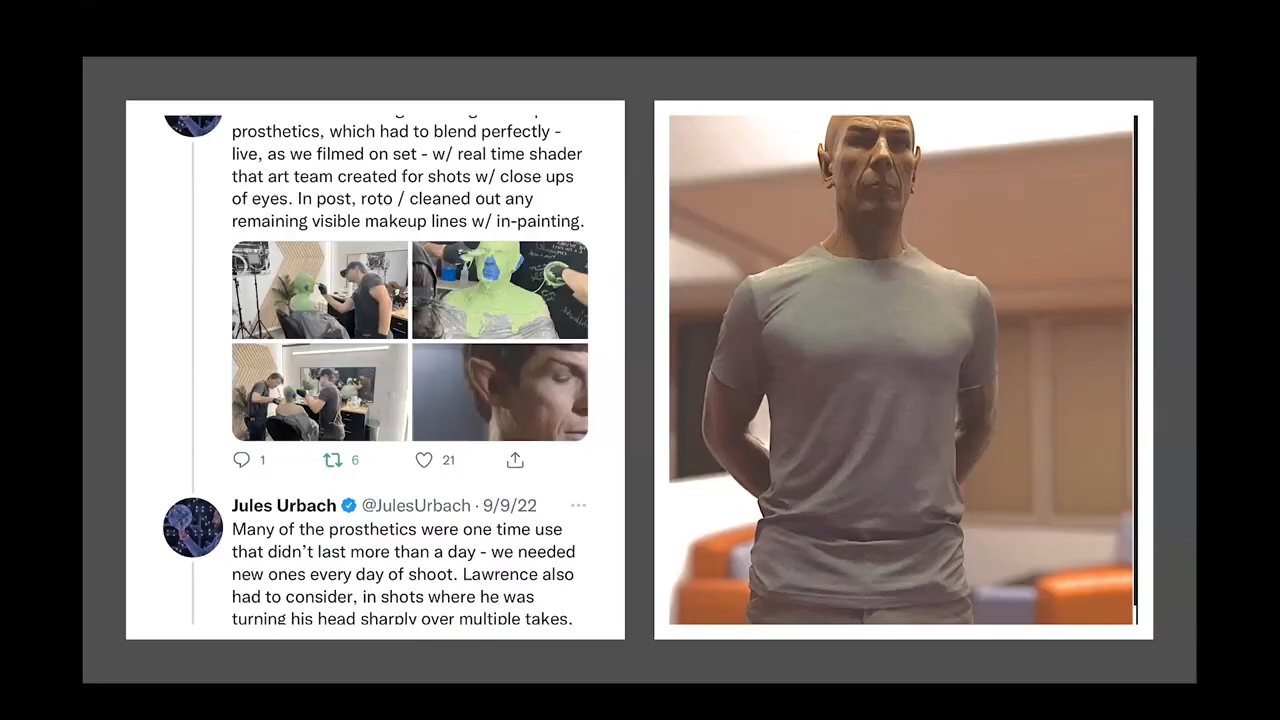 prosthetics, which had to blend perfectly -
live, as we filmed on set - w/ real time shader
that art team created for shots w/ close ups
of eyes. In post, roto / cleaned out any
remaining visible makeup lines w/ in-painting.
1 6 21
Jules Urbach @JulesUrbach · 9/9/22
Many of the prosthetics were one time use
that didn't last more than a day - we needed
new ones every day of shoot. Lawrence also
had to consider, in shots where he was
turning his head sharply over multiple takes.